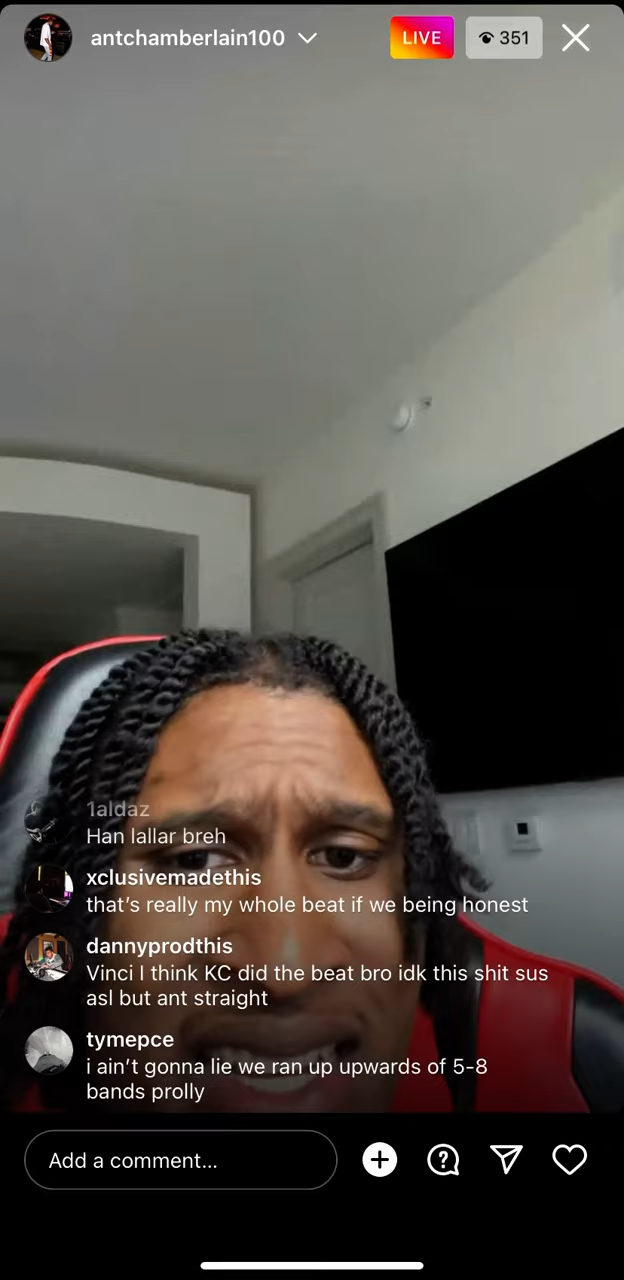 antchamberlain100
LIVE
351
1aldaz
Han lallar breh
xclusivemadethis
that’s really my whole beat if we being honest
dannyprodthis
Vinci I think KC did the beat bro idk this shit sus
asl but ant straight
tymepce
i ain’t gonna lie we ran up upwards of 5-8
bands prolly
Add a comment...